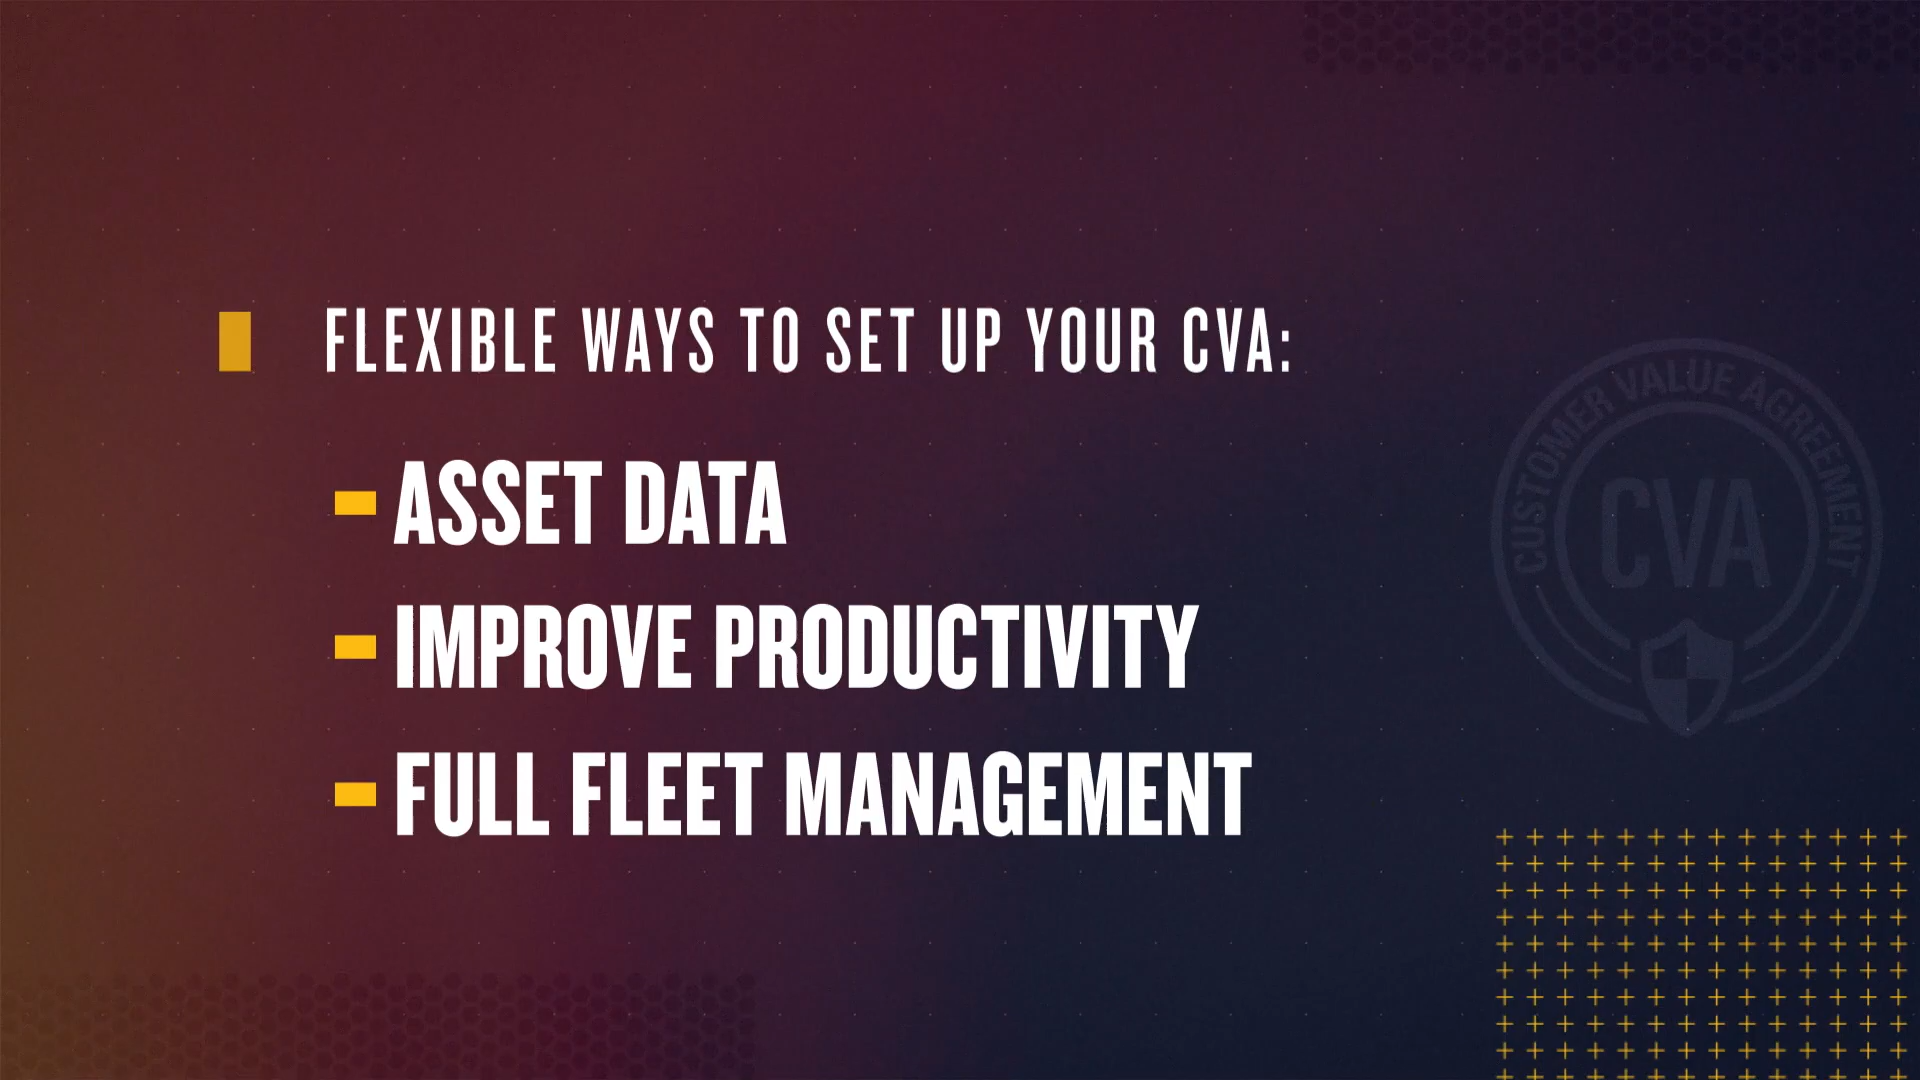 FLEXIBLE WAYS TO SET UP YOUR CVA:
ASSET DATA
IMPROVE PRODUCTIVITY
FULL FLEET MANAGEMENT
CUSTOMER VALUE AGREEMENT
CVA